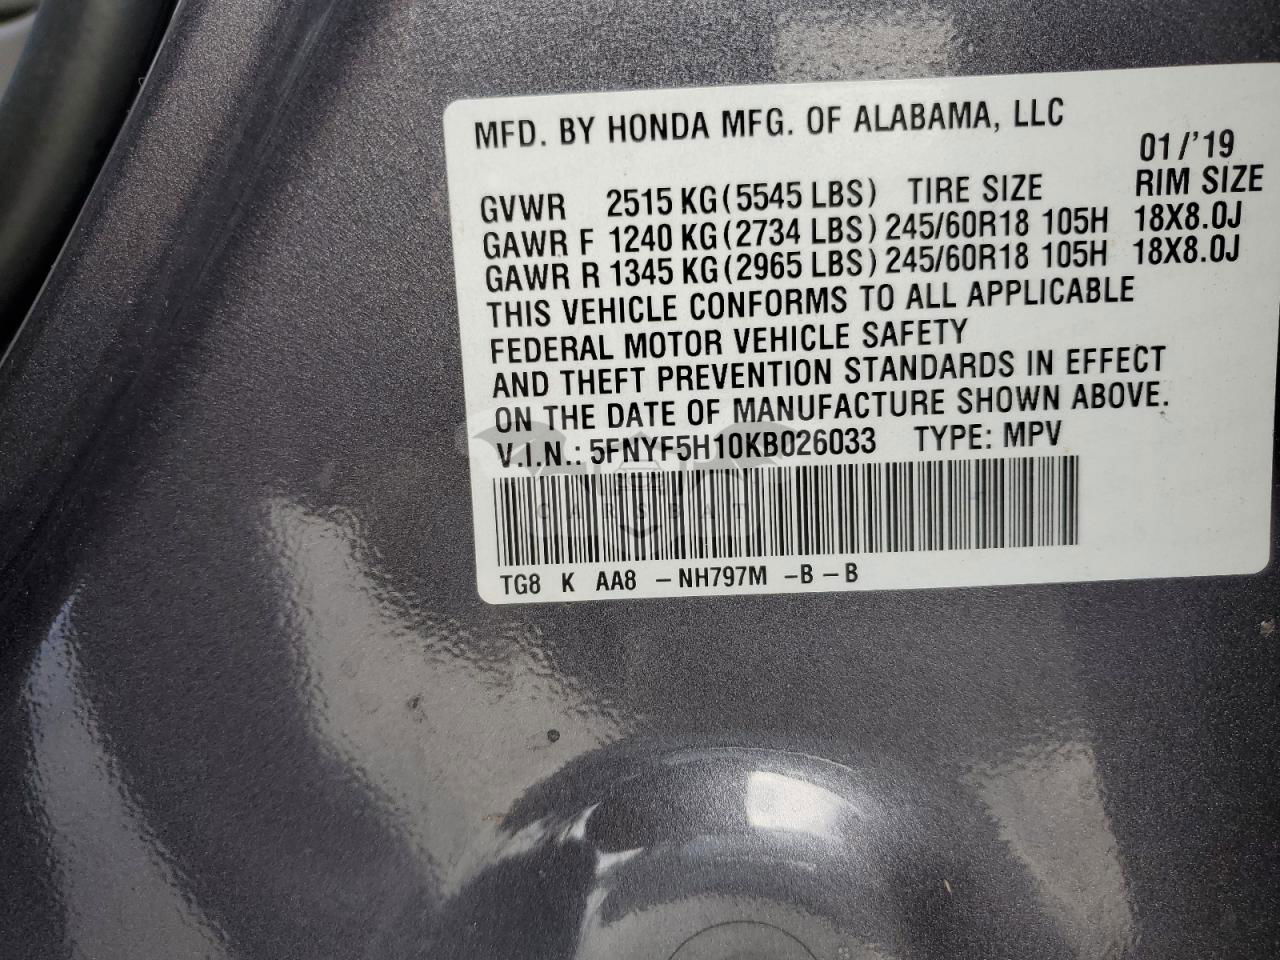 MFD. BY HONDA MFG. OF ALABAMA, LLC
01/'19
GVWR 2515 KG (5545 LBS) TIRE SIZE RIM SIZE
GAWR F 1240 KG (2734 LBS) 245/60R18 105H 18X8.0J
GAWR R 1345 KG (2965 LBS) 245/60R18 105H 18X8.0J
THIS VEHICLE CONFORMS TO ALL APPLICABLE
FEDERAL MOTOR VEHICLE SAFETY
AND THEFT PREVENTION STANDARDS IN EFFECT
ON THE DATE OF MANUFACTURE SHOWN ABOVE.
V.I.N.: 5FNYF5H10KB026033 TYPE: MPV
CARSBAT
TG8 K AA8 -NH797M -B-B